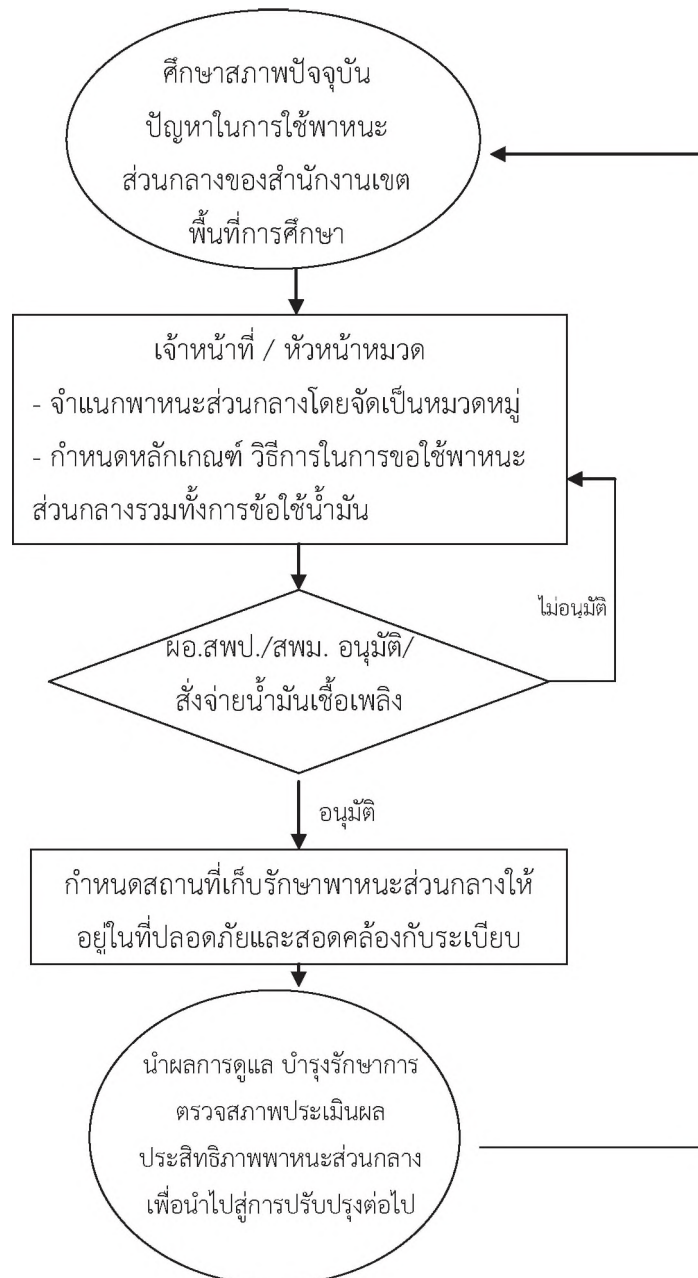 ศึกษาสภาพปัจจุบัน
ปัญหาในการใช้พาหนะ
ส่วนกลางของสำนักงานเขต
พื้นที่การศึกษา
เจ้าหน้าที่ / หัวหน้าหมวด
- จำแนกพาหนะส่วนกลางโดยจัดเป็นหมวดหมู่
- กำหนดหลักเกณฑ์ วิธีการในการขอใช้พาหนะ
ส่วนกลางรวมทั้งการข้อใช้น้ำมัน
ไม่อนุมัติ
ผอ.สพป./สพม. อนุมัติ/
สั่งจ่ายน้ำมันเชื้อเพลิง
อนุมัติ
กำหนดสถานที่เก็บรักษาพาหนะส่วนกลางให้
อยู่ในที่ปลอดภัยและสอดคล้องกับระเบียบ
นำผลการดูแล บำรุงรักษาการ
ตรวจสภาพประเมินผล
ประสิทธิภาพพาหนะส่วนกลาง
เพื่อนำไปสู่การปรับปรุงต่อไป